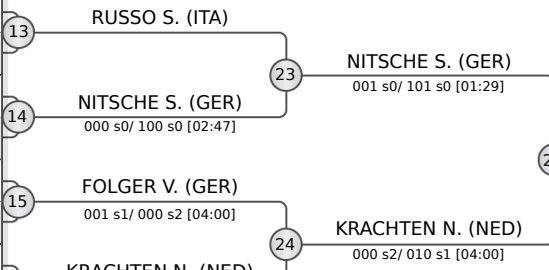 RUSSO S. (ITA)
13
23
NITSCHE S. (GER)
001 s0/ 101 s0 [01:29]
NITSCHE S. (GER)
14
000 s0/ 100 s0 [02:47]
FOLGER V. (GER)
15
001 s1/ 000 s2 [04:00]
24
KRACHTEN N. (NED)
000 s2/ 010 s1 [04:00]
KRACHTEN N. (NED)